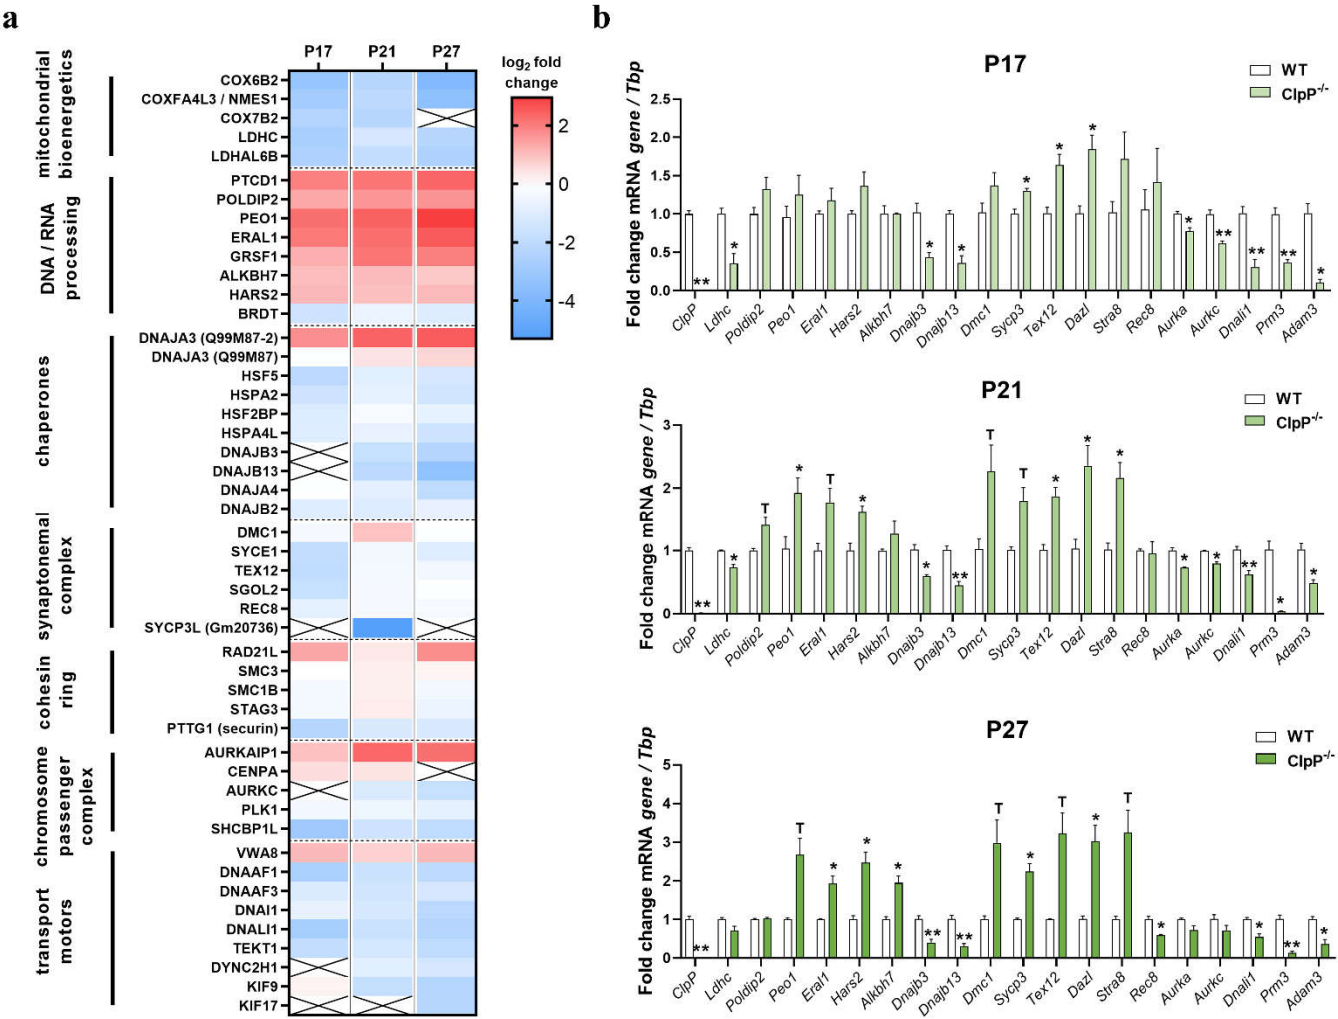 a
P17 P21 P27
log2 fold
change
2
0
-2
-4
mitochondrial
bioenergetics
COX6B2
COXFA4L3 / NMES1
COX7B2
LDHC
LDHAL6B
DNA / RNA
processing
PTCD1
POLDIP2
PEO1
ERAL1
GRSF1
ALKBH7
HARS2
BRDT
chaperones
DNAJA3 (Q99M87-2)
DNAJA3 (Q99M87)
HSF5
HSPA2
HSF2BP
HSPA4L
DNAJB3
DNAJB13
DNAJA4
DNAJB2
synaptonemal
complex
DMC1
SYCE1
TEX12
SGOL2
REC8
SYCP3L (Gm20736)
cohesin
ring
RAD21L
SMC3
SMC1B
STAG3
PTTG1 (securin)
chromosome
passenger
complex
AURKAIP1
CENPA
AURKC
PLK1
SHCBP1L
transport
motors
VWA8
DNAAF1
DNAAF3
DNAI1
DNALI1
TEKT1
DYNC2H1
KIF9
KIF17
b
P17
WT
ClpP-/-
Fold change mRNA gene / Tbp
2.5
2.0
1.5
1.0
0.5
0.0
** * * * * * * * ** ** ** *
ClpP Ldhc Poldip2 Peo1 Eral1 Hars2 Alkbh7 Dnajb3 Dnajb13 Dmc1 Sycp3 Tex12 Dazl Stra8 Rec8 Aurka Aurkc Dnali1 Prm3 Adam3
P21
WT
ClpP-/-
Fold change mRNA gene / Tbp
3
2
1
0
** * T * T * * ** T T * * * * * ** * *
ClpP Ldhc Poldip2 Peo1 Eral1 Hars2 Alkbh7 Dnajb3 Dnajb13 Dmc1 Sycp3 Tex12 Dazl Stra8 Rec8 Aurka Aurkc Dnali1 Prm3 Adam3
P27
WT
ClpP-/-
Fold change mRNA gene / Tbp
5
4
3
2
1
0
** T * * * ** ** T * T * T * * ** *
ClpP Ldhc Poldip2 Peo1 Eral1 Hars2 Alkbh7 Dnajb3 Dnajb13 Dmc1 Sycp3 Tex12 Dazl Stra8 Rec8 Aurka Aurkc Dnali1 Prm3 Adam3